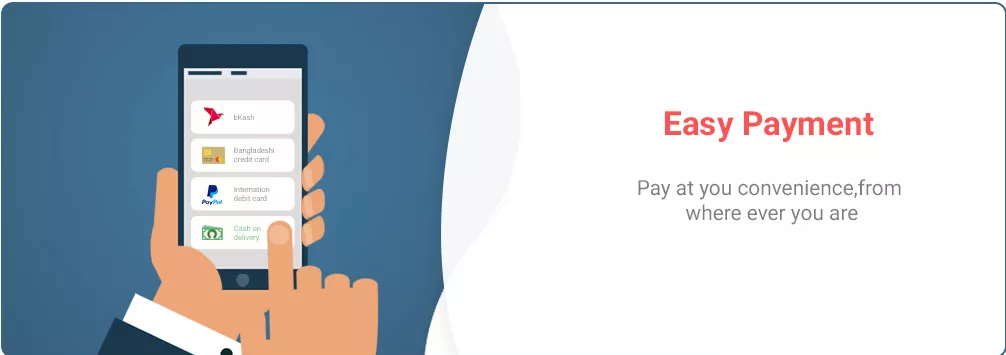 bKash
Bangladeshi
credit card
PayPal
Internation
debit card
Cash on
delivery
Easy Payment
Pay at you convenience,from
where ever you are